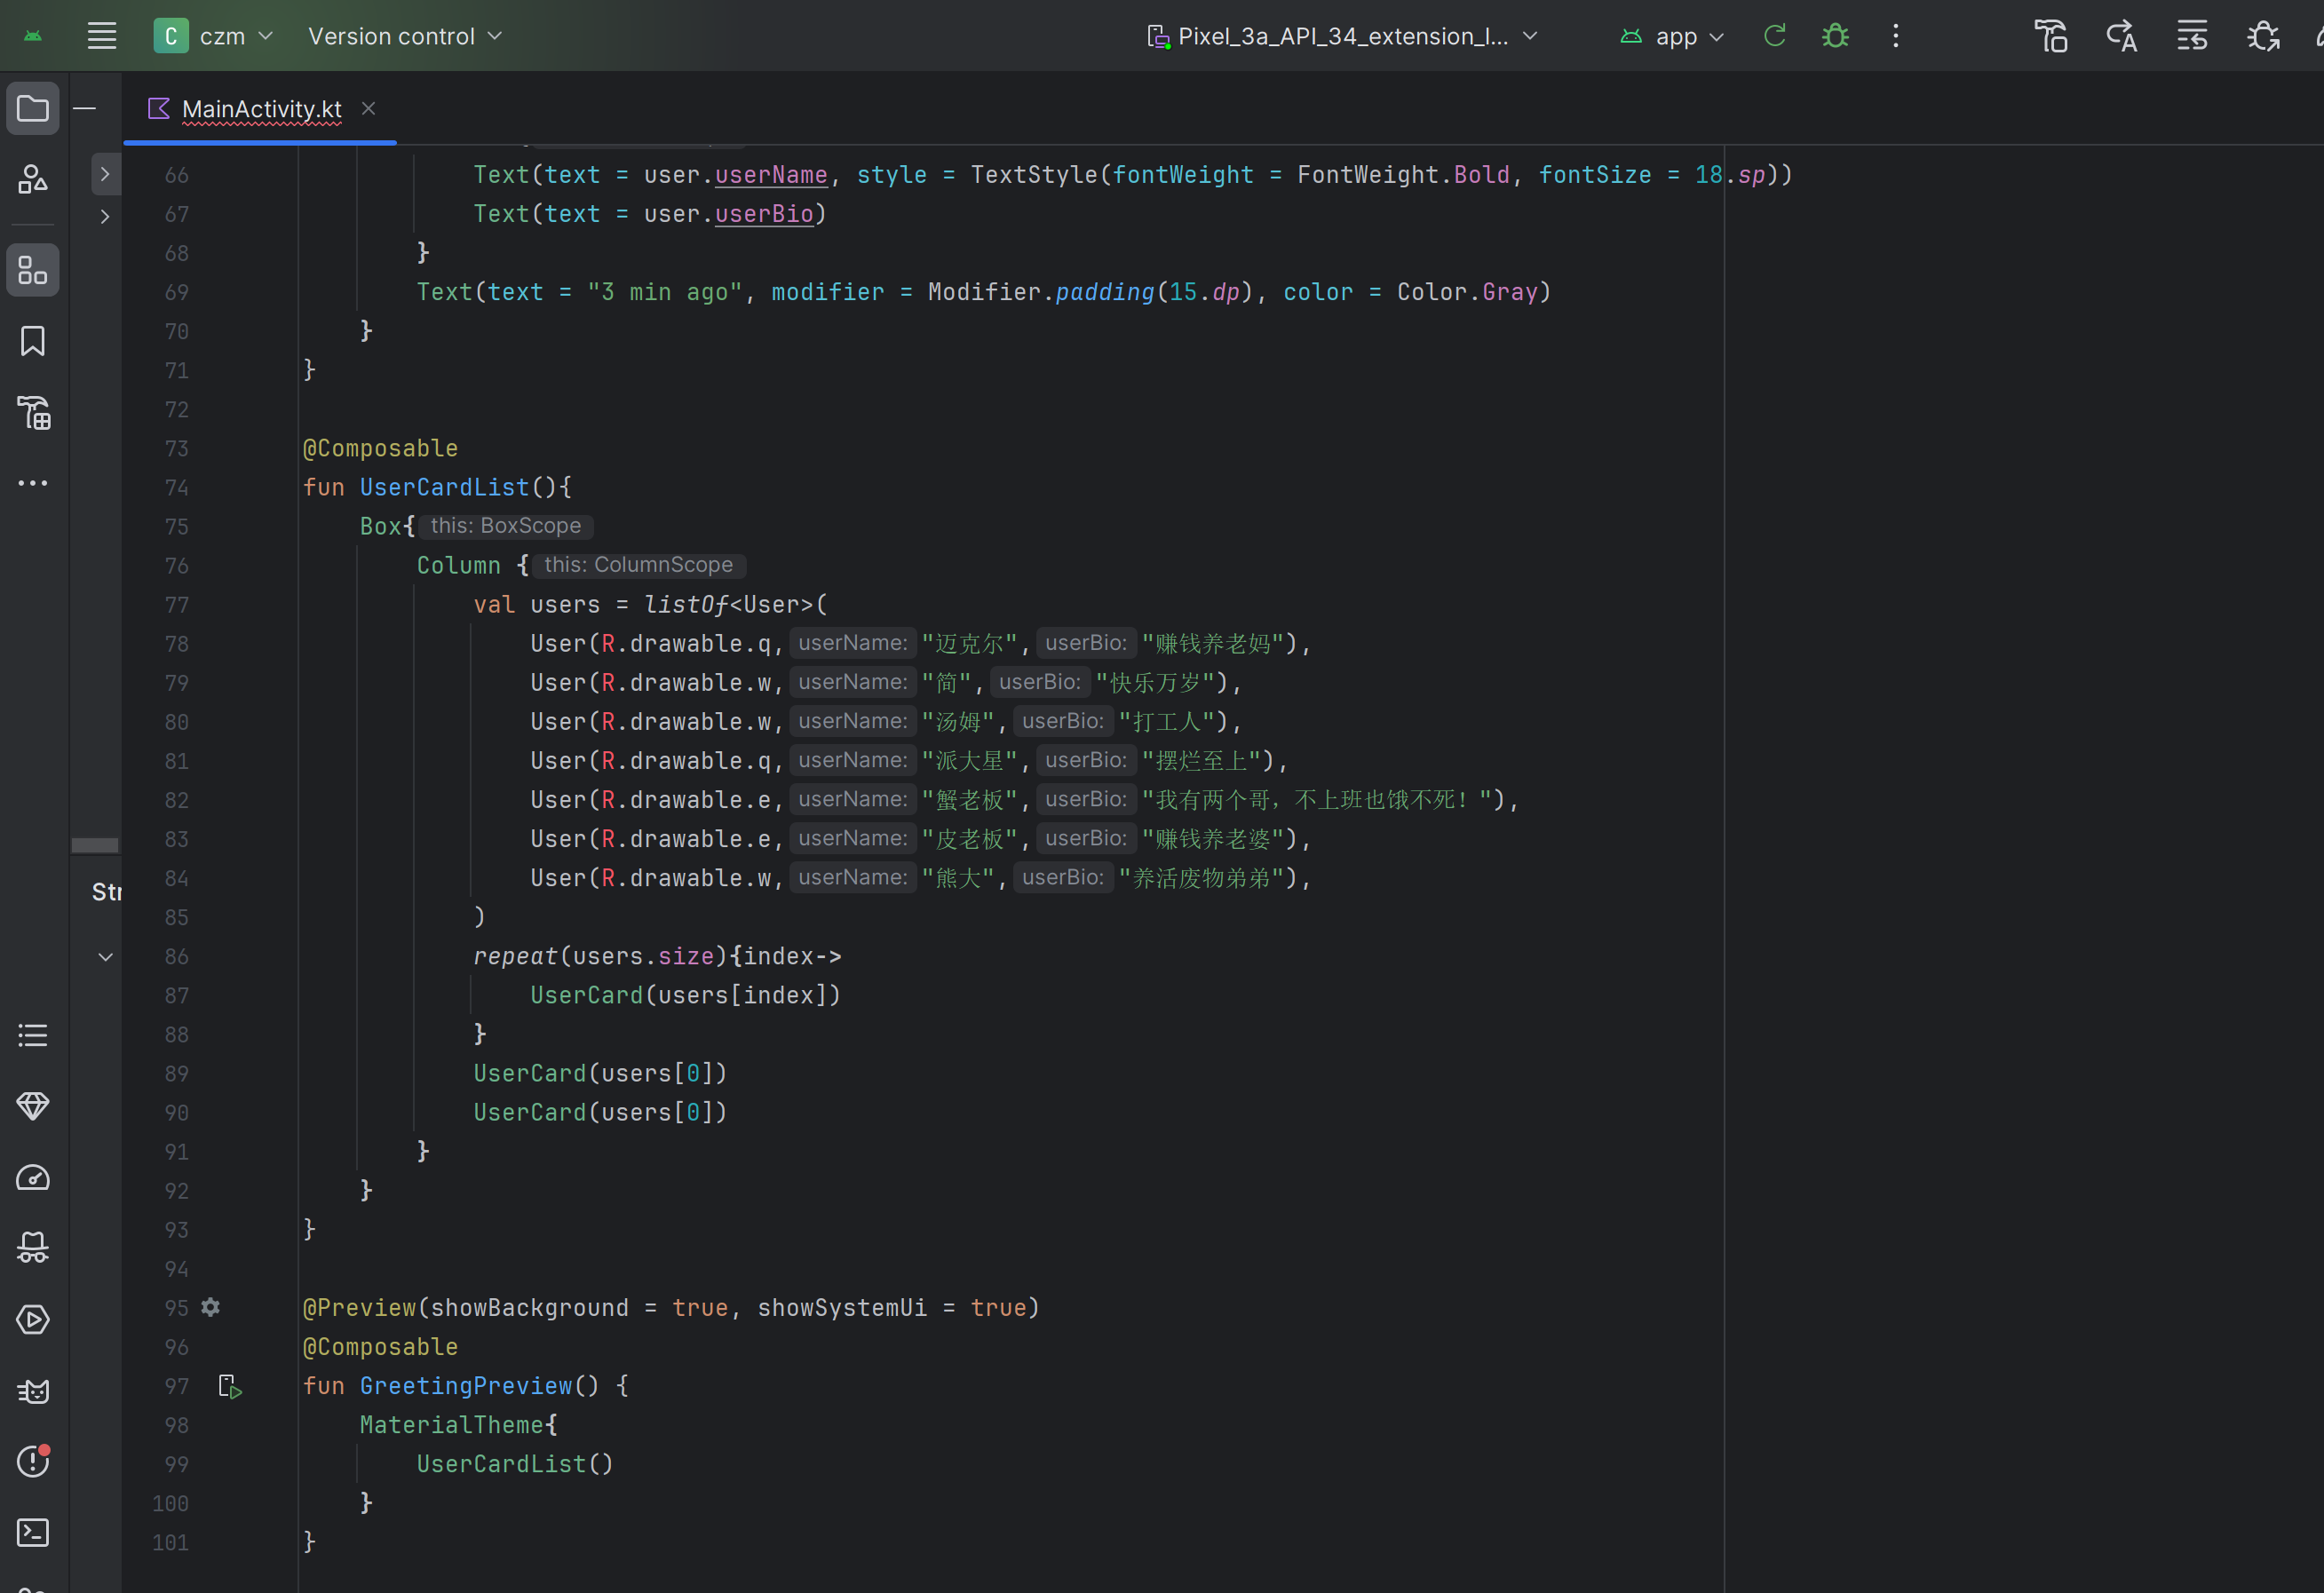 C czm Version control Pixel_3a_API_34_extension_l... app
MainActivity.kt
66 Text(text = user.userName, style = TextStyle(fontWeight = FontWeight.Bold, fontSize = 18.sp))
67 Text(text = user.userBio)
68 }
69 Text(text = "3 min ago", modifier = Modifier.padding(15.dp), color = Color.Gray)
70 }
71 }
72
73 @Composable
74 fun UserCardList(){
75 Box{ this: BoxScope
76 Column { this: ColumnScope
77 val users = listOf<User>(
78 User(R.drawable.q, userName: "迈克尔", userBio: "赚钱养老妈"),
79 User(R.drawable.w, userName: "简", userBio: "快乐万岁"),
80 User(R.drawable.w, userName: "汤姆", userBio: "打工人"),
81 User(R.drawable.q, userName: "派大星", userBio: "摆烂至上"),
82 User(R.drawable.e, userName: "蟹老板", userBio: "我有两个哥，不上班也饿不死！"),
83 User(R.drawable.e, userName: "皮老板", userBio: "赚钱养老婆"),
84 User(R.drawable.w, userName: "熊大", userBio: "养活废物弟弟"),
85 )
86 repeat(users.size){index->
87 UserCard(users[index])
88 }
89 UserCard(users[0])
90 UserCard(users[0])
91 }
92 }
93 }
94
95 @Preview(showBackground = true, showSystemUi = true)
96 @Composable
97 fun GreetingPreview() {
98 MaterialTheme{
99 UserCardList()
100 }
101 }
Str